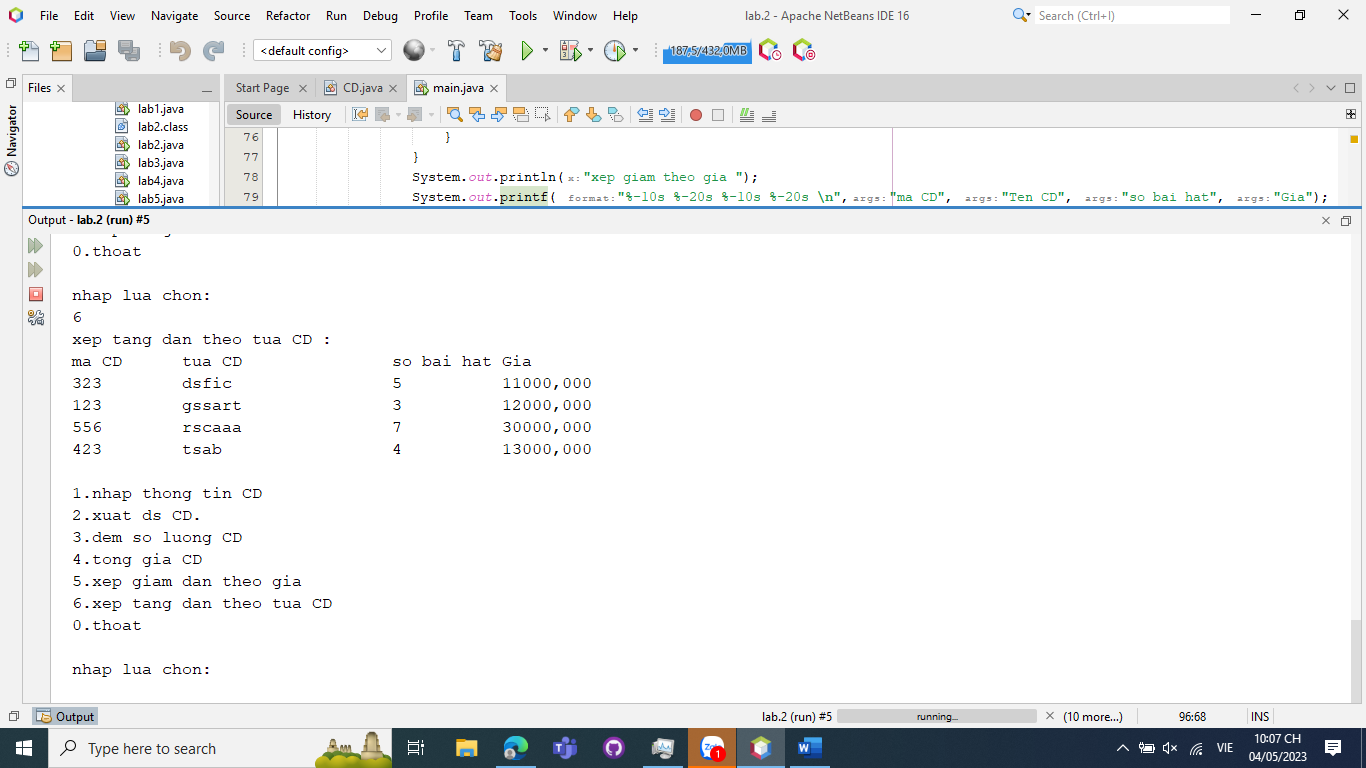 File Edit View Navigate Source Refactor Run Debug Profile Team Tools Window Help lab.2 - Apache NetBeans IDE 16 Search (Ctrl+I)
<default config> 187,5/432,0MB
Files Start Page CD.java main.java
Navigator
Source History
lab1.java
lab2.class
lab2.java
lab3.java
lab4.java
lab5.java
76 }
77 }
78 System.out.println( x: "xep giam theo gia ");
79 System.out.printf( format: "%-10s %-20s %-10s %-20s \n", args: "ma CD", args: "Ten CD", args: "so bai hat", args: "Gia");
Output - lab.2 (run) #5
0.thoat
nhap lua chon:
6
xep tang dan theo tua CD :
ma CD tua CD so bai hat Gia
323 dsfic 5 11000,000
123 gssart 3 12000,000
556 rscaaa 7 30000,000
423 tsab 4 13000,000
1.nhap thong tin CD
2.xuat ds CD.
3.dem so luong CD
4.tong gia CD
5.xep giam dan theo gia
6.xep tang dan theo tua CD
0.thoat
nhap lua chon:
Output lab.2 (run) #5 running... (10 more...) 96:68 INS
Type here to search 1 VIE 10:07 CH
04/05/2023